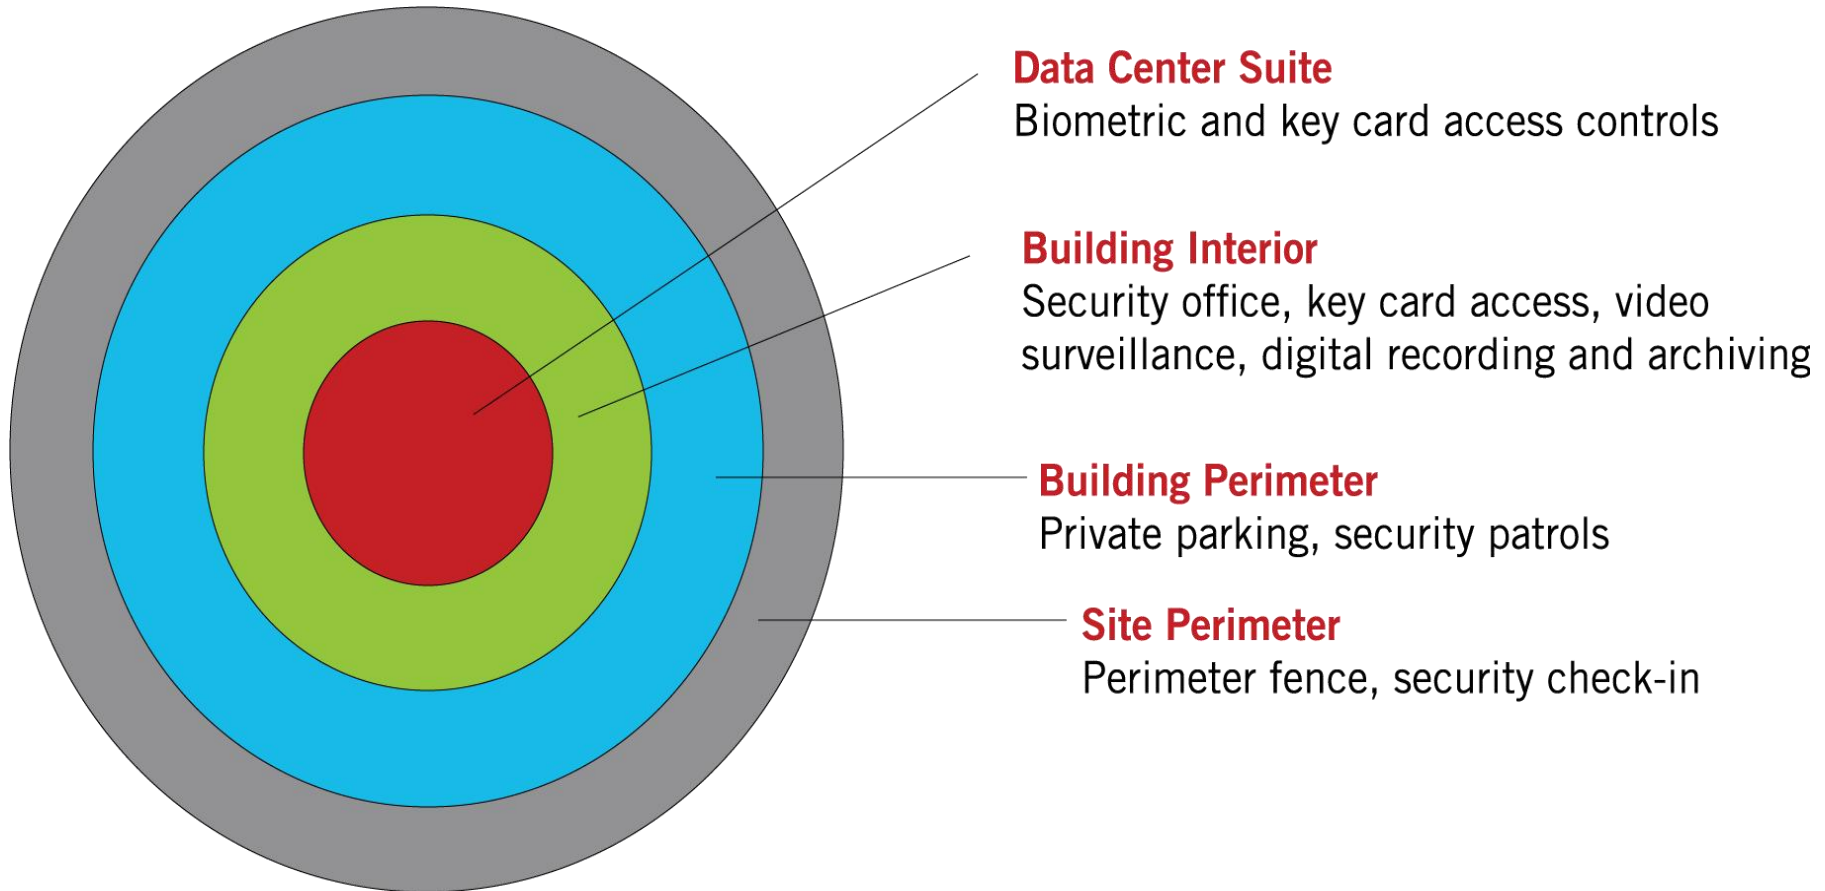 Data Center Suite
Biometric and key card access controls
Building Interior
Security office, key card access, video
surveillance, digital recording and archiving
Building Perimeter
Private parking, security patrols
Site Perimeter
Perimeter fence, security check-in